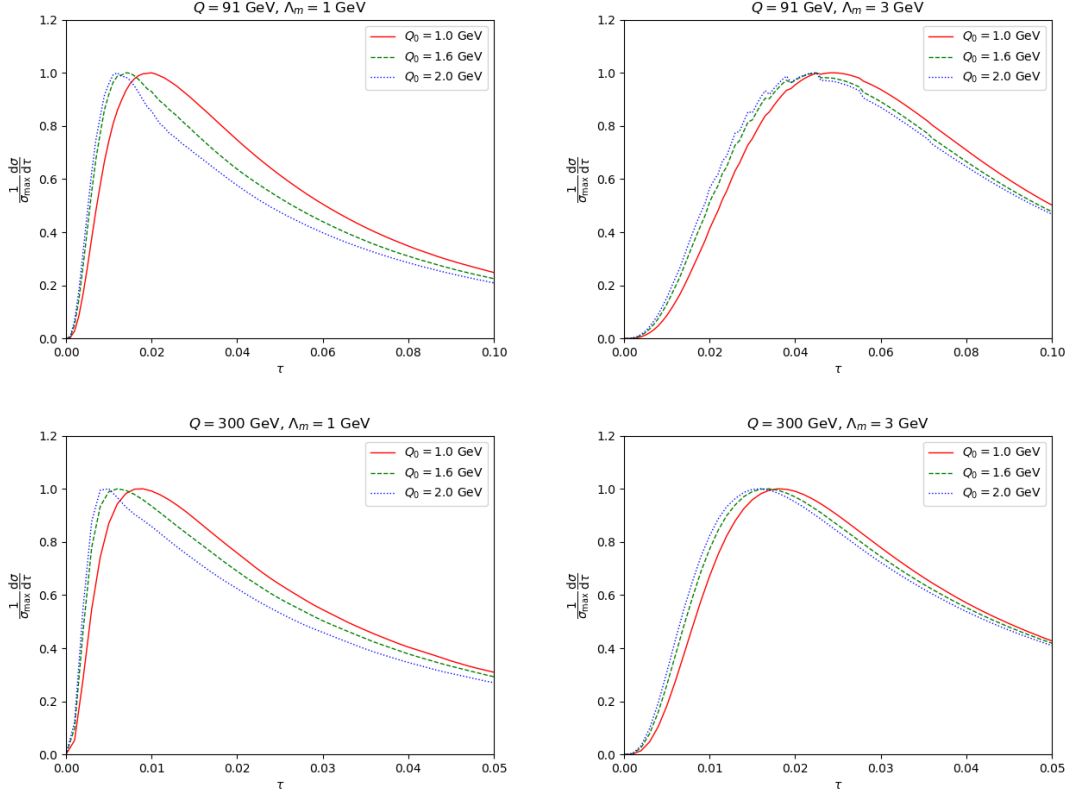 Q = 91 GeV, Λ_m = 1 GeV
1.2
1.0
0.8
0.6
0.4
0.2
0.0
1/σ_max dσ/dτ
Q_0 = 1.0 GeV
Q_0 = 1.6 GeV
Q_0 = 2.0 GeV
0.00 0.02 0.04 0.06 0.08 0.10
τ
Q = 91 GeV, Λ_m = 3 GeV
1.2
1.0
0.8
0.6
0.4
0.2
0.0
1/σ_max dσ/dτ
Q_0 = 1.0 GeV
Q_0 = 1.6 GeV
Q_0 = 2.0 GeV
0.00 0.02 0.04 0.06 0.08 0.10
τ
Q = 300 GeV, Λ_m = 1 GeV
1.2
1.0
0.8
0.6
0.4
0.2
0.0
1/σ_max dσ/dτ
Q_0 = 1.0 GeV
Q_0 = 1.6 GeV
Q_0 = 2.0 GeV
0.00 0.01 0.02 0.03 0.04 0.05
τ
Q = 300 GeV, Λ_m = 3 GeV
1.2
1.0
0.8
0.6
0.4
0.2
0.0
1/σ_max dσ/dτ
Q_0 = 1.0 GeV
Q_0 = 1.6 GeV
Q_0 = 2.0 GeV
0.00 0.01 0.02 0.03 0.04 0.05
τ